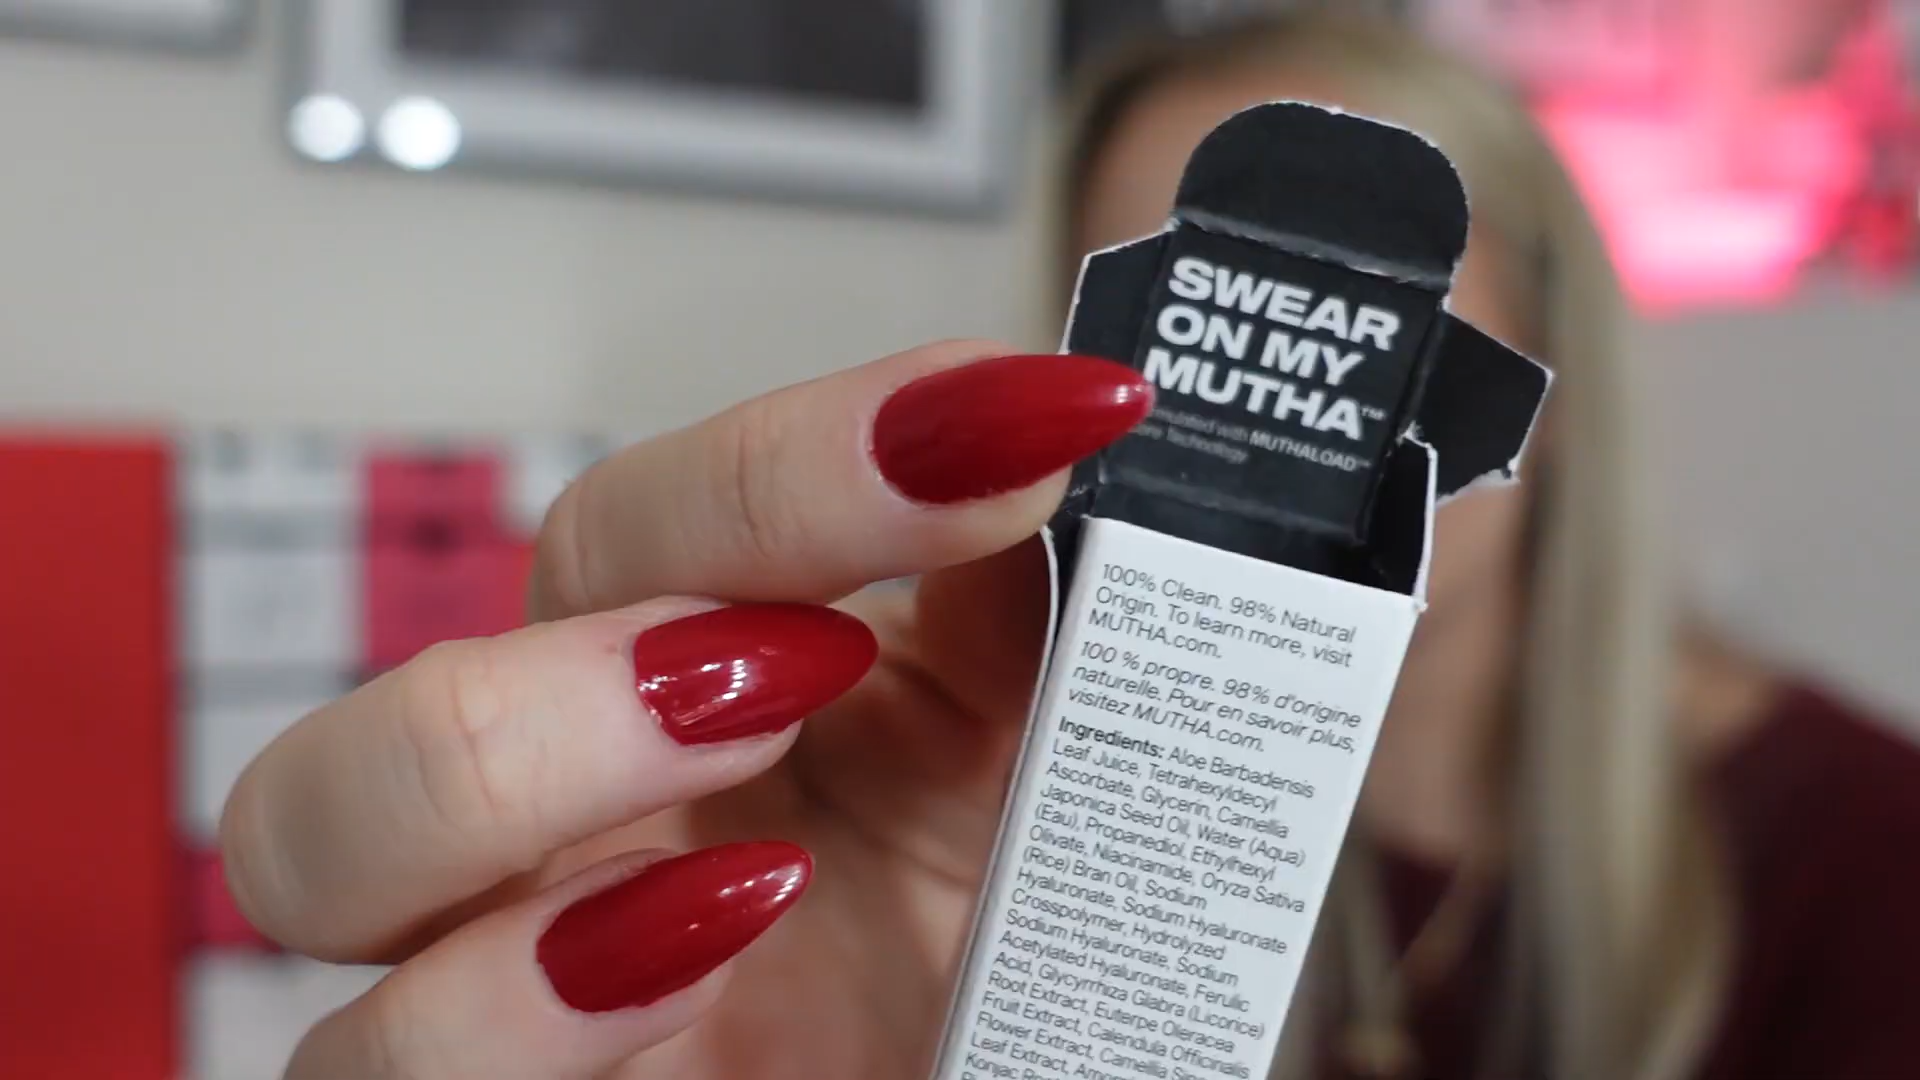 SWEAR
ON MY
MUTHA™
with MUTHALOAD™
Technology
100% Clean. 98% Natural
Origin. To learn more, visit
MUTHA.com.
100 % propre. 98% d'origine
naturelle. Pour en savoir plus,
visitez MUTHA.com.
Ingredients: Aloe Barbadensis
Leaf Juice, Tetrahexyldecyl
Ascorbate, Glycerin, Camellia
Japonica Seed Oil, Water (Aqua)
(Eau), Propanediol, Ethylhexyl
Olivate, Niacinamide, Oryza Sativa
(Rice) Bran Oil, Sodium
Hyaluronate, Sodium Hyaluronate
Crosspolymer, Hydrolyzed
Sodium Hyaluronate, Sodium
Acetylated Hyaluronate, Ferulic
Acid, Glycyrrhiza Glabra (Licorice)
Root Extract, Euterpe Oleracea
Fruit Extract, Calendula Officinalis
Flower Extract, Camellia
Leaf Extract,
Konjac